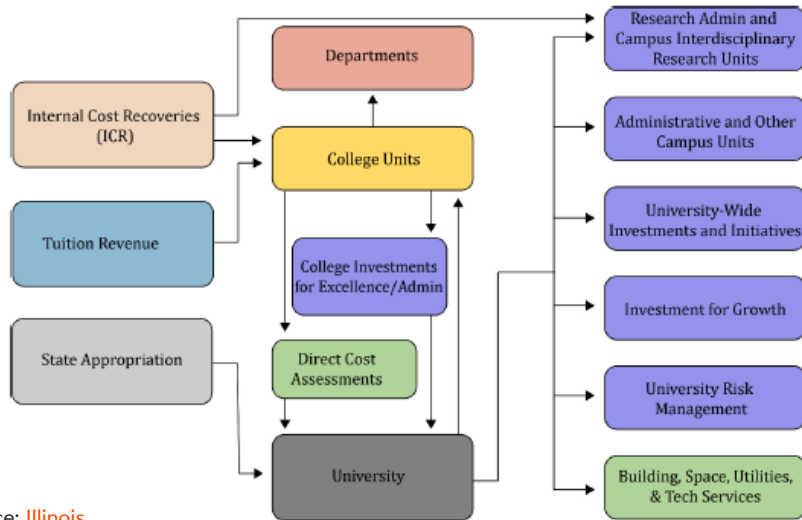 Research Admin and
Campus Interdisciplinary
Research Units
Departments
Internal Cost Recoveries
(ICR)
Administrative and Other
Campus Units
College Units
Tuition Revenue
University-Wide
Investments and Initiatives
College Investments
for Excellence/Admin
Investment for Growth
State Appropriation
Direct Cost
Assessments
University Risk
Management
University
Building, Space, Utilities,
& Tech Services
ce: Illinois